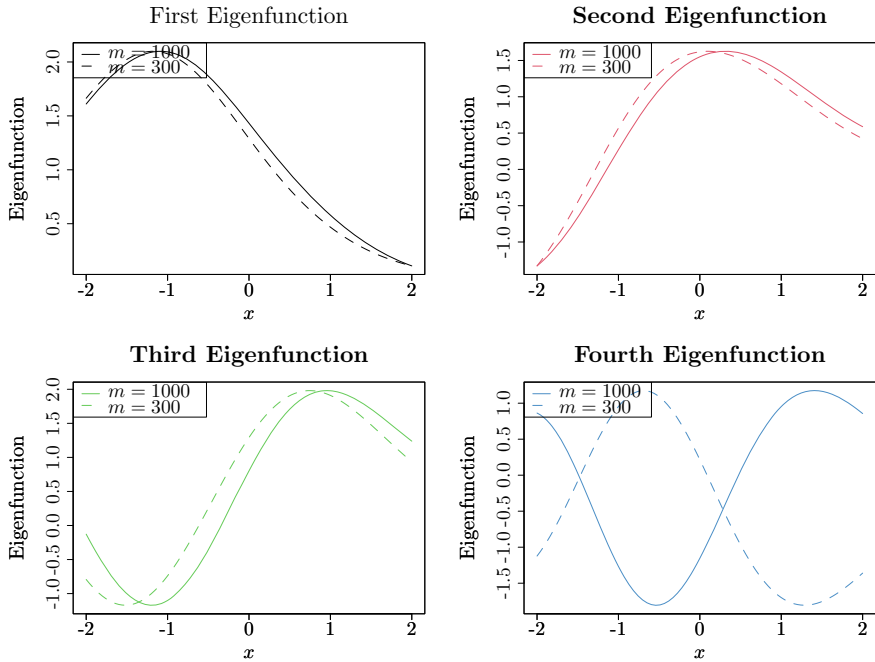 First Eigenfunction
m = 1000
m = 300
Eigenfunction
0.5
1.0
1.5
2.0
-2
-1
0
1
2
x
Second Eigenfunction
m = 1000
m = 300
Eigenfunction
-1.0
-0.5
0.0
0.5
1.0
1.5
-2
-1
0
1
2
x
Third Eigenfunction
m = 1000
m = 300
Eigenfunction
-1.0
-0.5
0.0
0.5
1.0
1.5
2.0
-2
-1
0
1
2
x
Fourth Eigenfunction
m = 1000
m = 300
Eigenfunction
-1.5
-1.0
-0.5
0.0
0.5
1.0
-2
-1
0
1
2
x